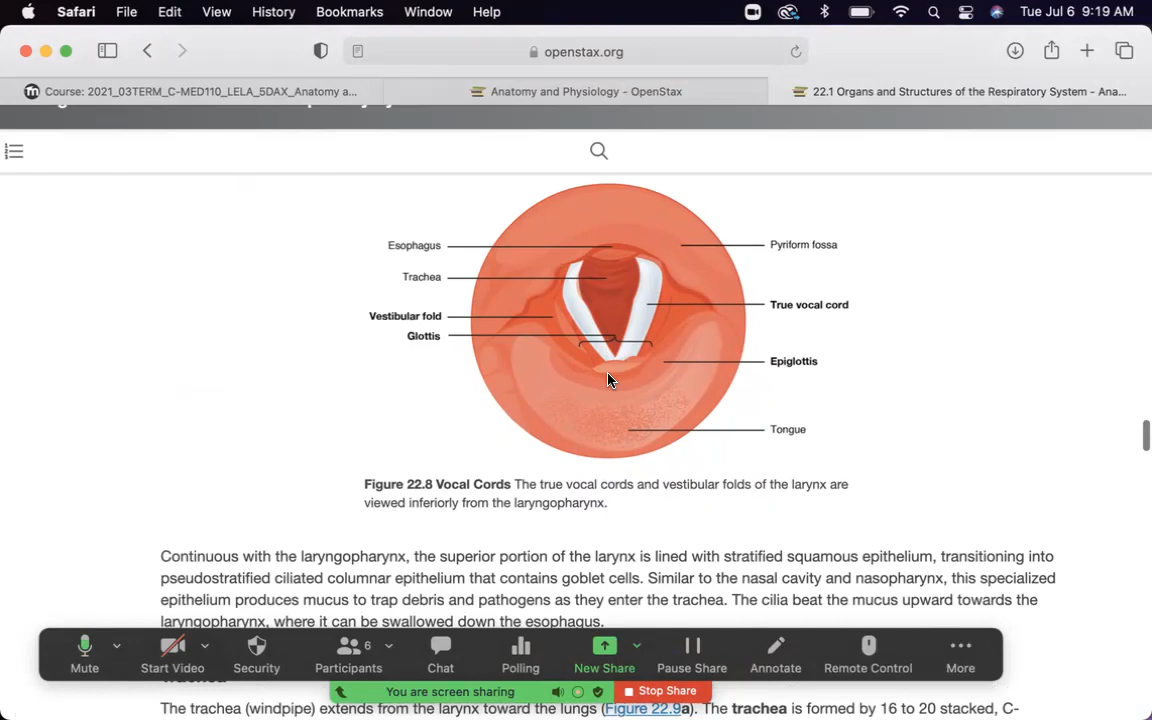 Safari File Edit View History Bookmarks Window Help Tue Jul 6 9:19 AM
openstax.org
Course: 2021_03TERM_C-MED110_LELA_5DAX_Anatomy a...
Anatomy and Physiology - OpenStax
22.1 Organs and Structures of the Respiratory System - Ana...
Esophagus
Pyriform fossa
Trachea
True vocal cord
Vestibular fold
Glottis
Epiglottis
Tongue
Figure 22.8 Vocal Cords The true vocal cords and vestibular folds of the larynx are
viewed inferiorly from the laryngopharynx.
Continuous with the laryngopharynx, the superior portion of the larynx is lined with stratified squamous epithelium, transitioning into
pseudostratified ciliated columnar epithelium that contains goblet cells. Similar to the nasal cavity and nasopharynx, this specialized
epithelium produces mucus to trap debris and pathogens as they enter the trachea. The cilia beat the mucus upward towards the
laryngopharynx, where it can be swallowed down the esophagus.
6
Mute Start Video Security Participants Chat Polling New Share Pause Share Annotate Remote Control More
You are screen sharing Stop Share
The trachea (windpipe) extends from the larynx toward the lungs (Figure 22.9a). The trachea is formed by 16 to 20 stacked, C-